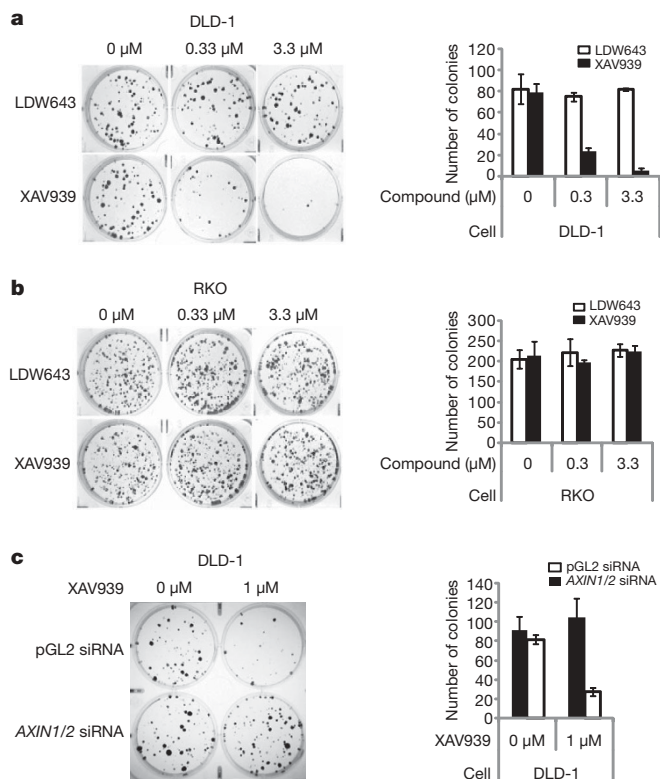 a
DLD-1
0 µM 0.33 µM 3.3 µM
LDW643
XAV939
Number of colonies
120
100
80
60
40
20
0
LDW643
XAV939
Compound (µM) 0 0.3 3.3
Cell DLD-1
b
RKO
0 µM 0.33 µM 3.3 µM
LDW643
XAV939
Number of colonies
300
250
200
150
100
50
0
LDW643
XAV939
Compound (µM) 0 0.3 3.3
Cell RKO
c
DLD-1
XAV939 0 µM 1 µM
pGL2 siRNA
AXIN1/2 siRNA
Number of colonies
140
120
100
80
60
40
20
0
pGL2 siRNA
AXIN1/2 siRNA
XAV939 0 µM 1 µM
Cell DLD-1